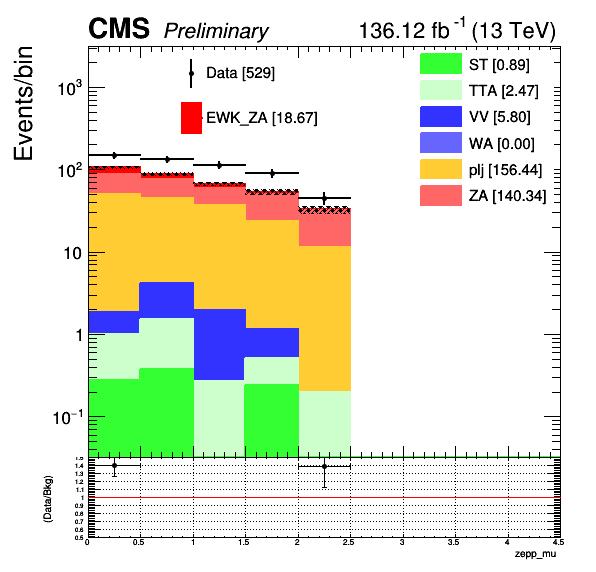 CMS Preliminary 136.12 fb⁻¹ (13 TeV)
Events/bin
10³
10²
10
1
10⁻¹
Data [529]
EWK_ZA [18.67]
ST [0.89]
TTA [2.47]
VV [5.80]
WA [0.00]
plj [156.44]
ZA [140.34]
(Data/Bkg)
1.5
1.4
1.3
1.2
1.1
1
0.9
0.8
0.7
0.6
0.5
0 0.5 1 1.5 2 2.5 3 3.5 4 4.5
zepp_mu